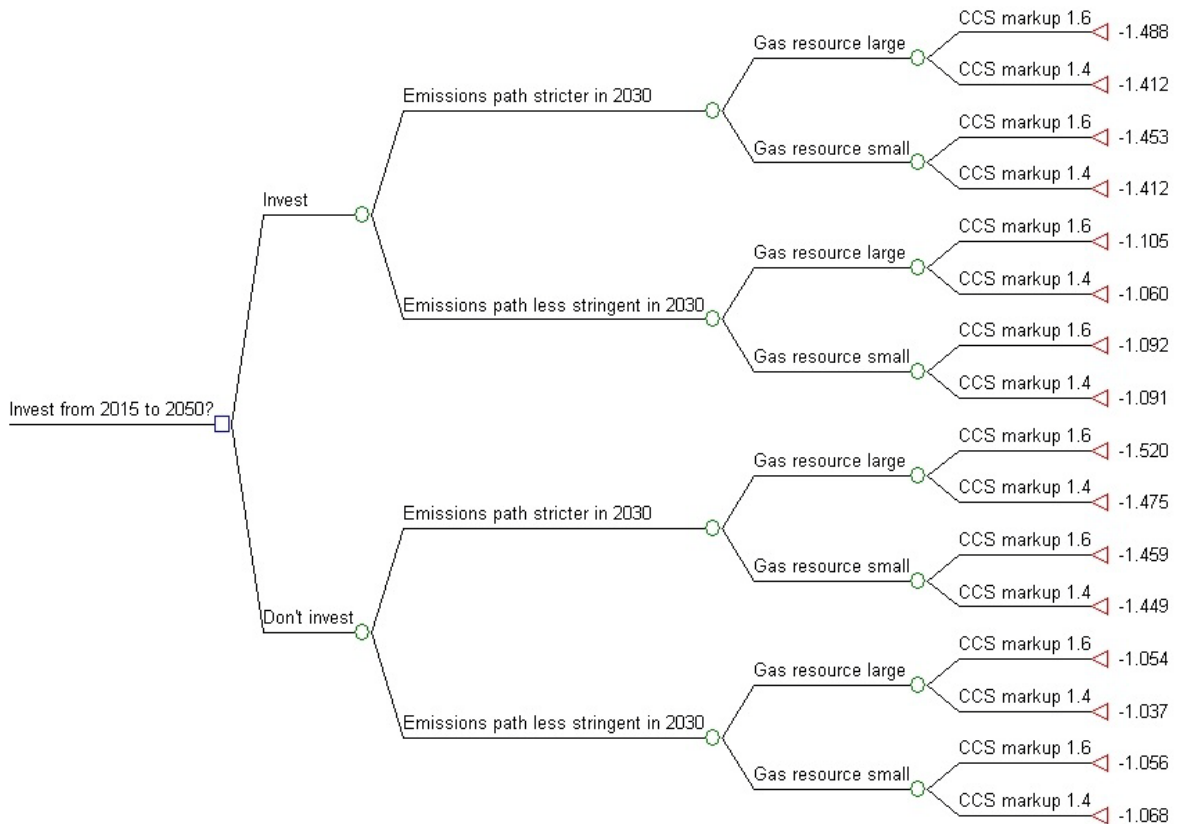 CCS markup 1.6
-1.488
Gas resource large
CCS markup 1.4
-1.412
Emissions path stricter in 2030
CCS markup 1.6
-1.453
Gas resource small
CCS markup 1.4
-1.412
Invest
CCS markup 1.6
-1.105
Gas resource large
CCS markup 1.4
-1.060
Emissions path less stringent in 2030
CCS markup 1.6
-1.092
Gas resource small
CCS markup 1.4
-1.091
Invest from 2015 to 2050?
CCS markup 1.6
-1.520
Gas resource large
CCS markup 1.4
-1.475
Emissions path stricter in 2030
CCS markup 1.6
-1.459
Gas resource small
CCS markup 1.4
-1.449
Don't invest
CCS markup 1.6
-1.054
Gas resource large
CCS markup 1.4
-1.037
Emissions path less stringent in 2030
CCS markup 1.6
-1.056
Gas resource small
CCS markup 1.4
-1.068